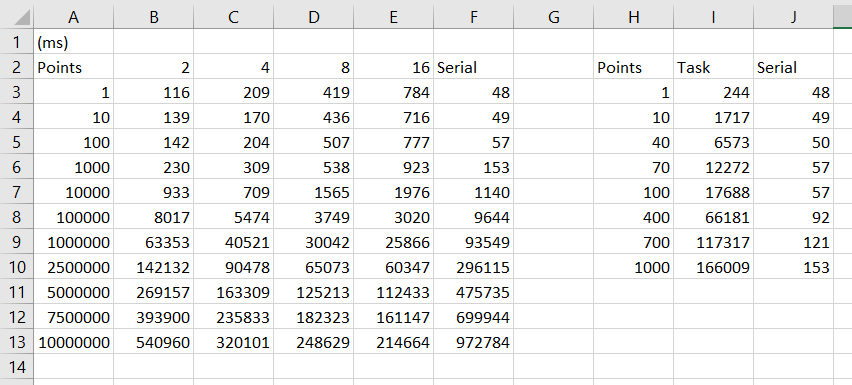 A B C D E F G H I J
1 (ms)
2 Points 2 4 8 16 Serial Points Task Serial
3 1 116 209 419 784 48 1 244 48
4 10 139 170 436 716 49 10 1717 49
5 100 142 204 507 777 57 40 6573 50
6 1000 230 309 538 923 153 70 12272 57
7 10000 933 709 1565 1976 1140 100 17688 57
8 100000 8017 5474 3749 3020 9644 400 66181 92
9 1000000 63353 40521 30042 25866 93549 700 117317 121
10 2500000 142132 90478 65073 60347 296115 1000 166009 153
11 5000000 269157 163309 125213 112433 475735
12 7500000 393900 235833 182323 161147 699944
13 10000000 540960 320101 248629 214664 972784
14